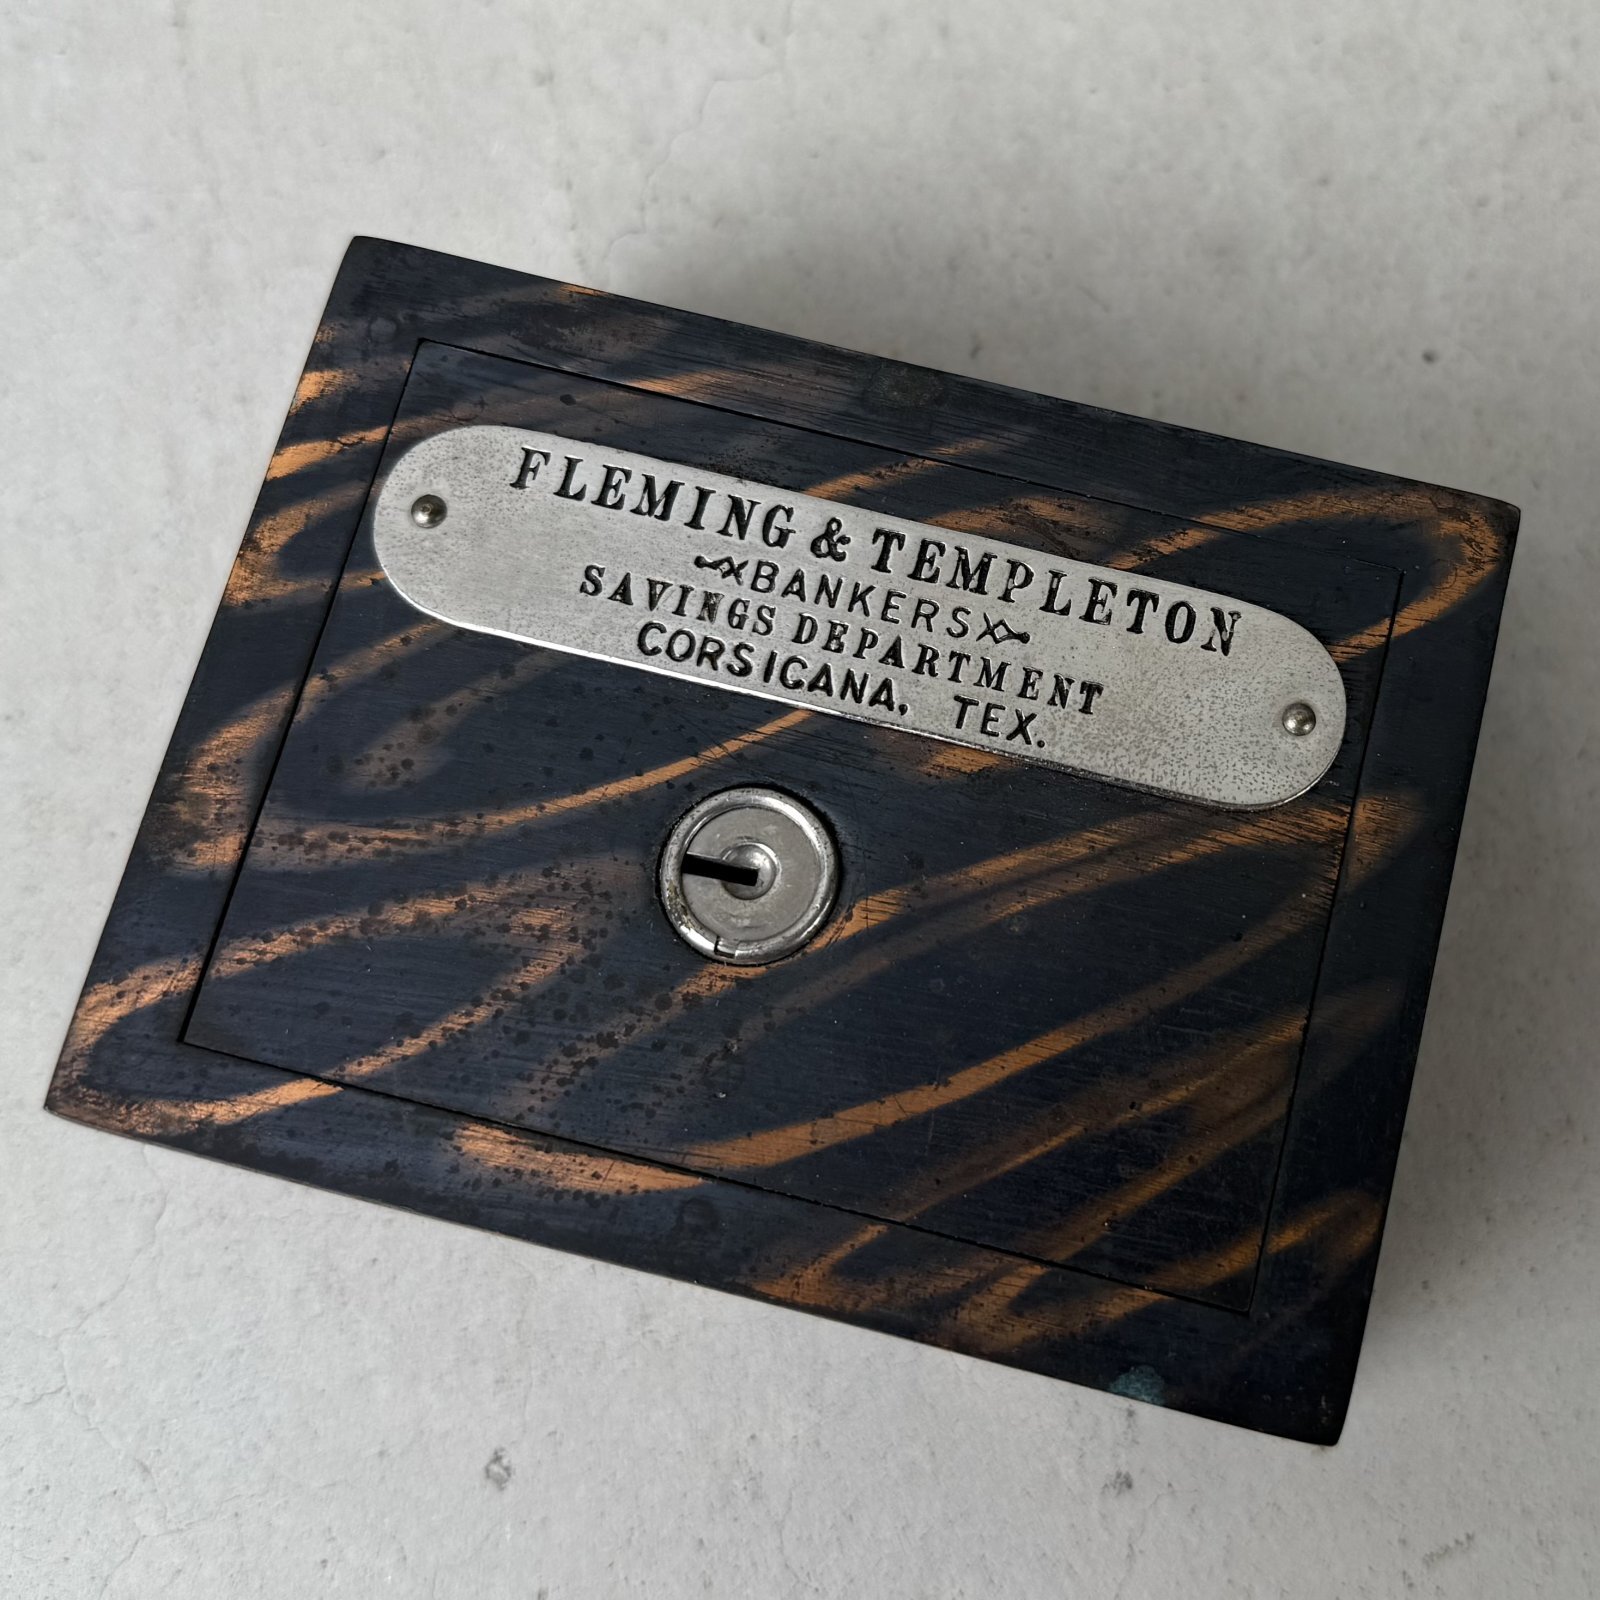 FLEMING & TEMPLETON
BANKERS
SAVINGS DEPARTMENT
CORSICANA, TEX.